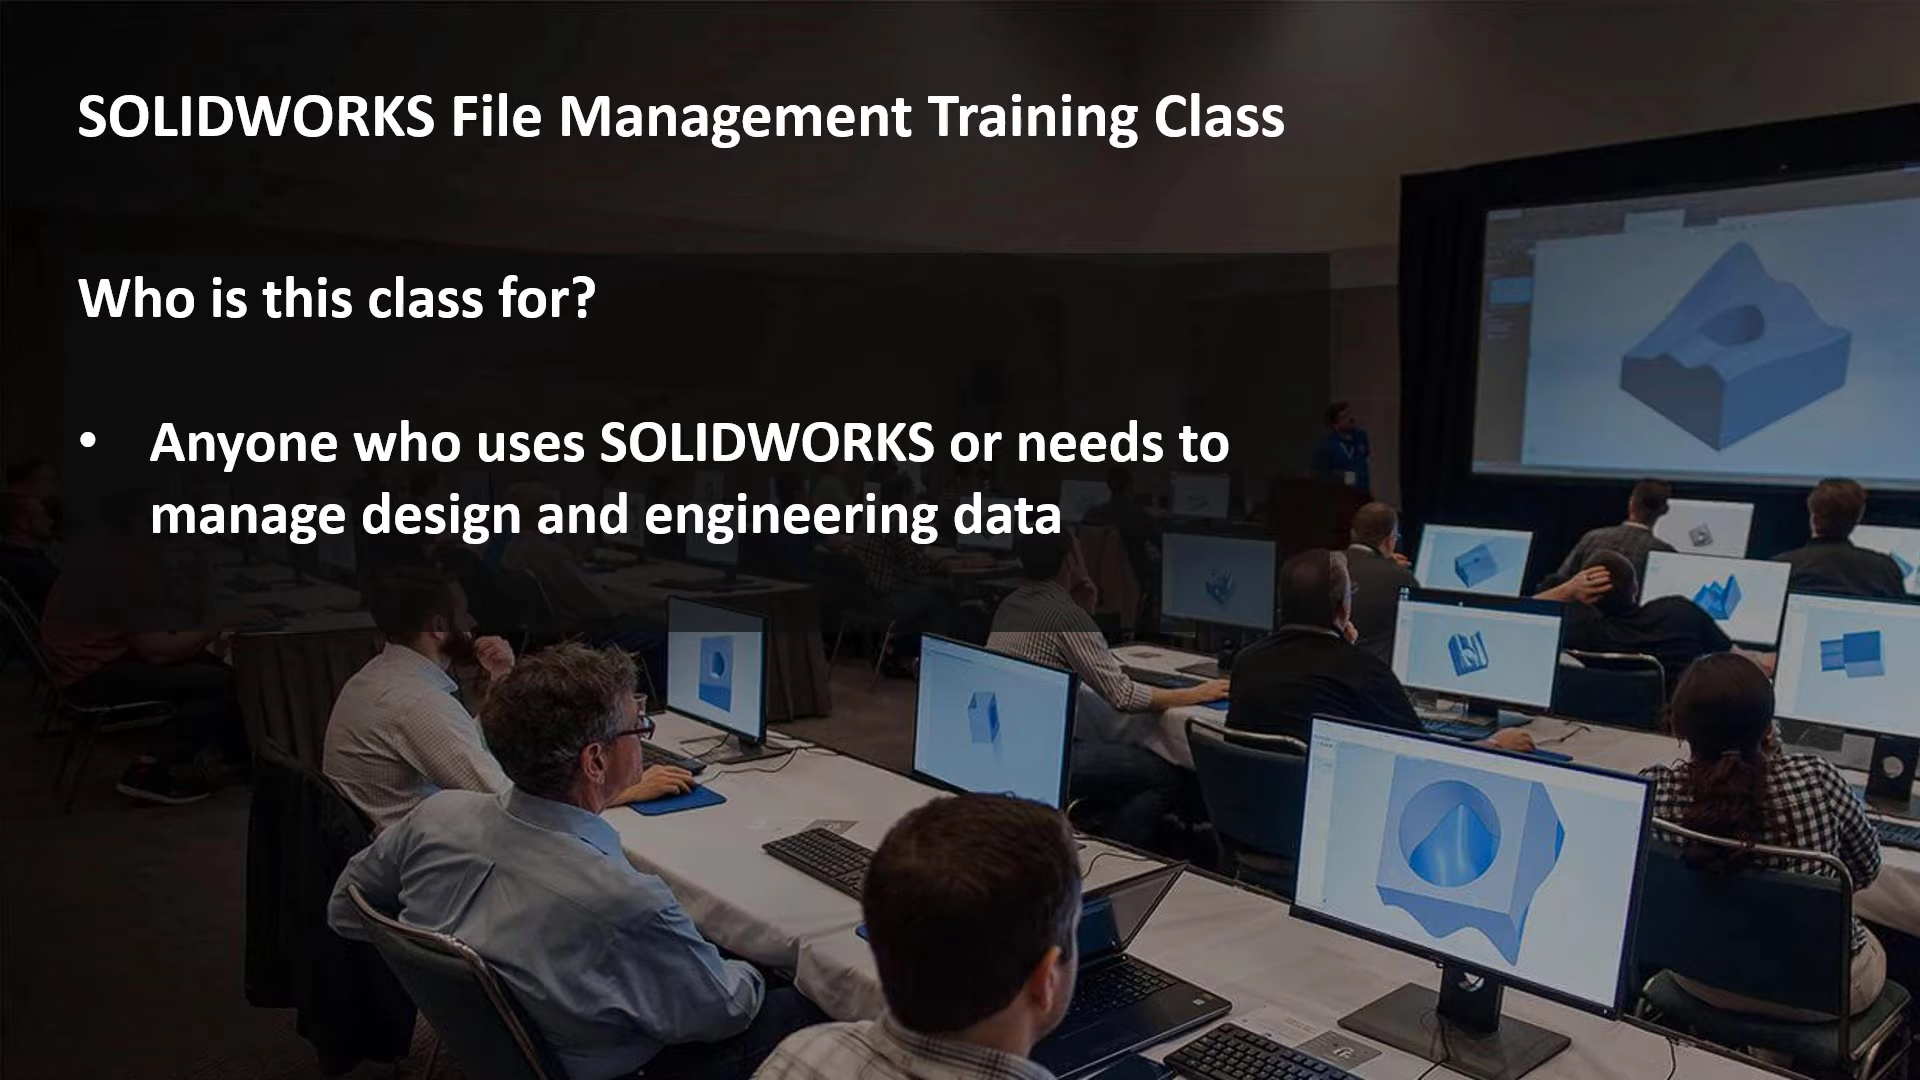 SOLIDWORKS File Management Training Class
Who is this class for?
• Anyone who uses SOLIDWORKS or needs to
manage design and engineering data